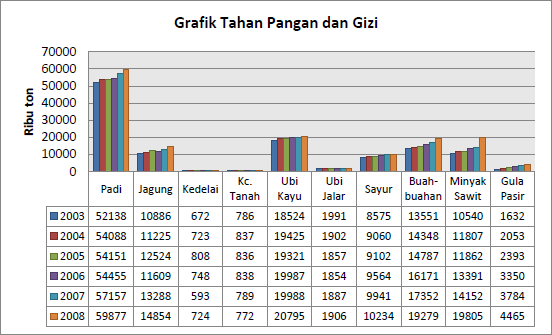 Grafik Tahan Pangan dan Gizi
Ribu ton
70000
60000
50000
40000
30000
20000
10000
0
Padi Jagung Kedelai Kc. Tanah Ubi Kayu Ubi Jalar Sayur Buah-buahan Minyak Sawit Gula Pasir
2003 52138 10886 672 786 18524 1991 8575 13551 10540 1632
2004 54088 11225 723 837 19425 1902 9060 14348 11807 2053
2005 54151 12524 808 836 19321 1857 9102 14787 11862 2393
2006 54455 11609 748 838 19987 1854 9564 16171 13391 3350
2007 57157 13288 593 789 19988 1887 9941 17352 14152 3784
2008 59877 14854 724 772 20795 1906 10234 19279 19805 4465